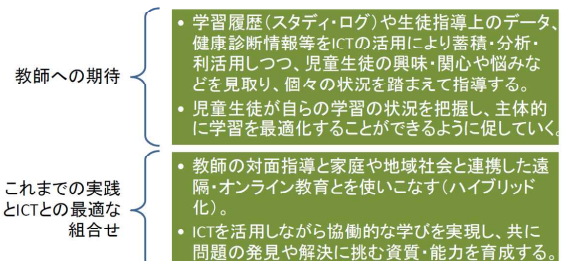 教師への期待
• 学習履歴（スタディ・ログ）や生徒指導上のデータ、
健康診断情報等をICTの活用により蓄積・分析・
利活用しつつ、児童生徒の興味・関心や悩みな
どを見取り、個々の状況を踏まえて指導する。
• 児童生徒が自らの学習の状況を把握し、主体的
に学習を最適化することができるように促していく。
これまでの実践
とICTとの最適な
組合せ
• 教師の対面指導と家庭や地域社会と連携した遠
隔・オンライン教育とを使いこなす（ハイブリッド
化）。
• ICTを活用しながら協働的な学びを実現し、共に
問題の発見や解決に挑む資質・能力を育成する。